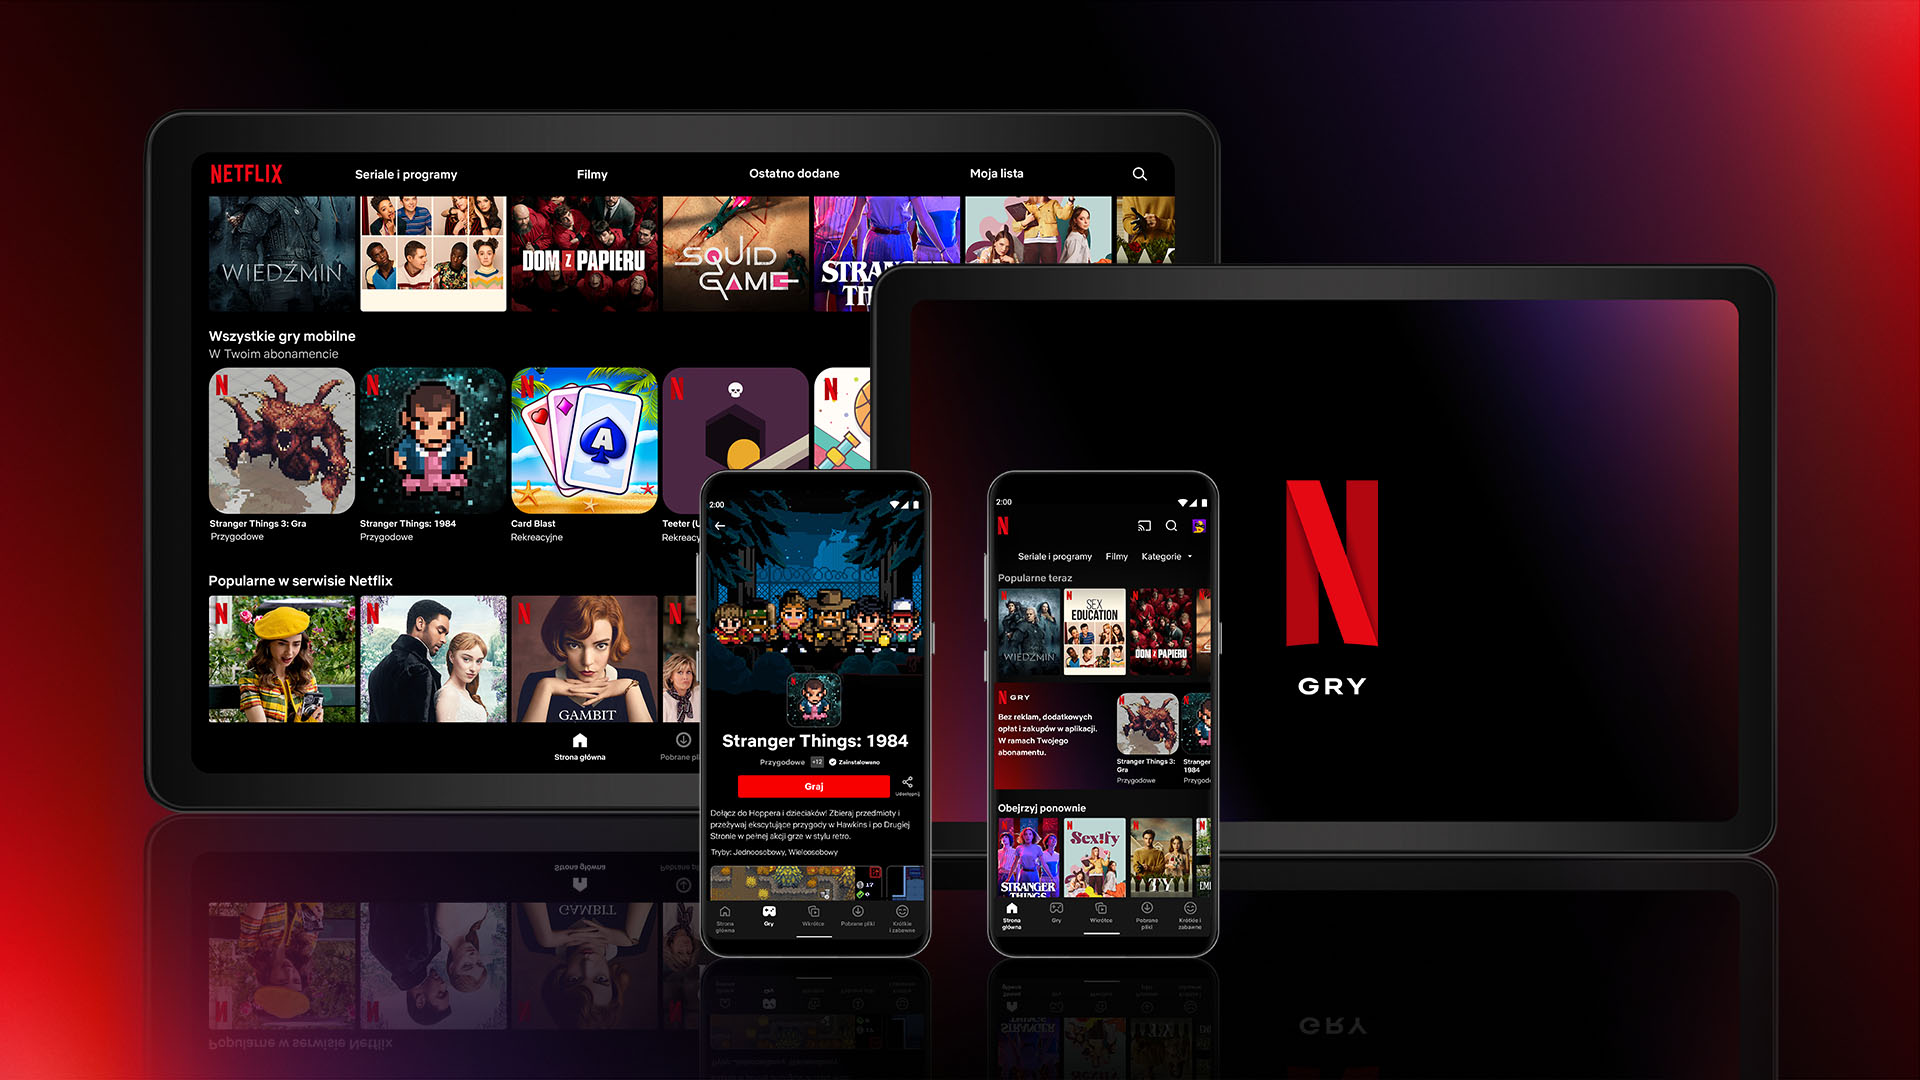 NETFLIX
Seriale i programy
Filmy
Ostatno dodane
Moja lista
WIEDŹMIN
DOM Z PAPIERU
SQUID
GAME
STRA
TH
Wszystkie gry mobilne
W Twoim abonamencie
Stranger Things 3: Gra
Przygodowe
Stranger Things: 1984
Przygodowe
Card Blast
Rekreacyjne
Teeter (U
Rekreacy
A
Popularne w serwisie Netflix
GAMBIT
Strona główna
Pobrane pli
2:00
Stranger Things: 1984
Przygodowe +12 Zainstalowano
Graj
Udostępnij
Dołącz do Hoppera i dzieciaków! Zbieraj przedmioty i
przeżywaj ekscytujące przygody w Hawkins i po Drugiej
Stronie w pełnej akcji grze w stylu retro.
Tryby: Jednoosobowy, Wieloosobowy
17
0
Strona
główna
Gry
Wkrótce
Pobrane pliki
Krótkie
i zabawne
2:00
N
Seriale i programy
Filmy
Kategorie
Popularne teraz
WIEDŹMIN
SEX
EDUCATION
DOM Z PAPIERU
N GRY
Bez reklam, dodatkowych
opłat i zakupów w aplikacji.
W ramach Twojego
abonamentu.
Stranger Things 3:
Gra
Przygodowe
Stranger
1984
Przygod
Obejrzyj ponownie
STRANGER
THINGS
Sex!fy
Strona
główna
Gry
Wkrótce
Pobrane
pliki
Krótkie i
zabawne
N
GRY